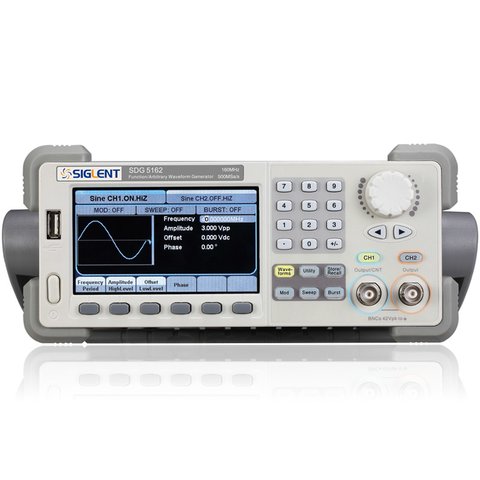 SIGLENT
SDG 5162
Function/Arbitrary Waveform Generator
160MHz
500MSa/s
Sine CH1.ON.HiZ
Sine CH2.OFF.HiZ
MOD: OFF
SWEEP: OFF
BURST: OFF
Frequency
Amplitude 3.000 Vpp
Offset 0.000 Vdc
Phase 0.00 °
Frequency Amplitude Offset Phase
Period HighLevel LowLevel
7 8 9
4 5 6
1 2 3
0 . +/-
Wave-
forms
Utility
Store/
Recall
Mod
Sweep
Burst
CH1
CH2
Output/CNT
Output